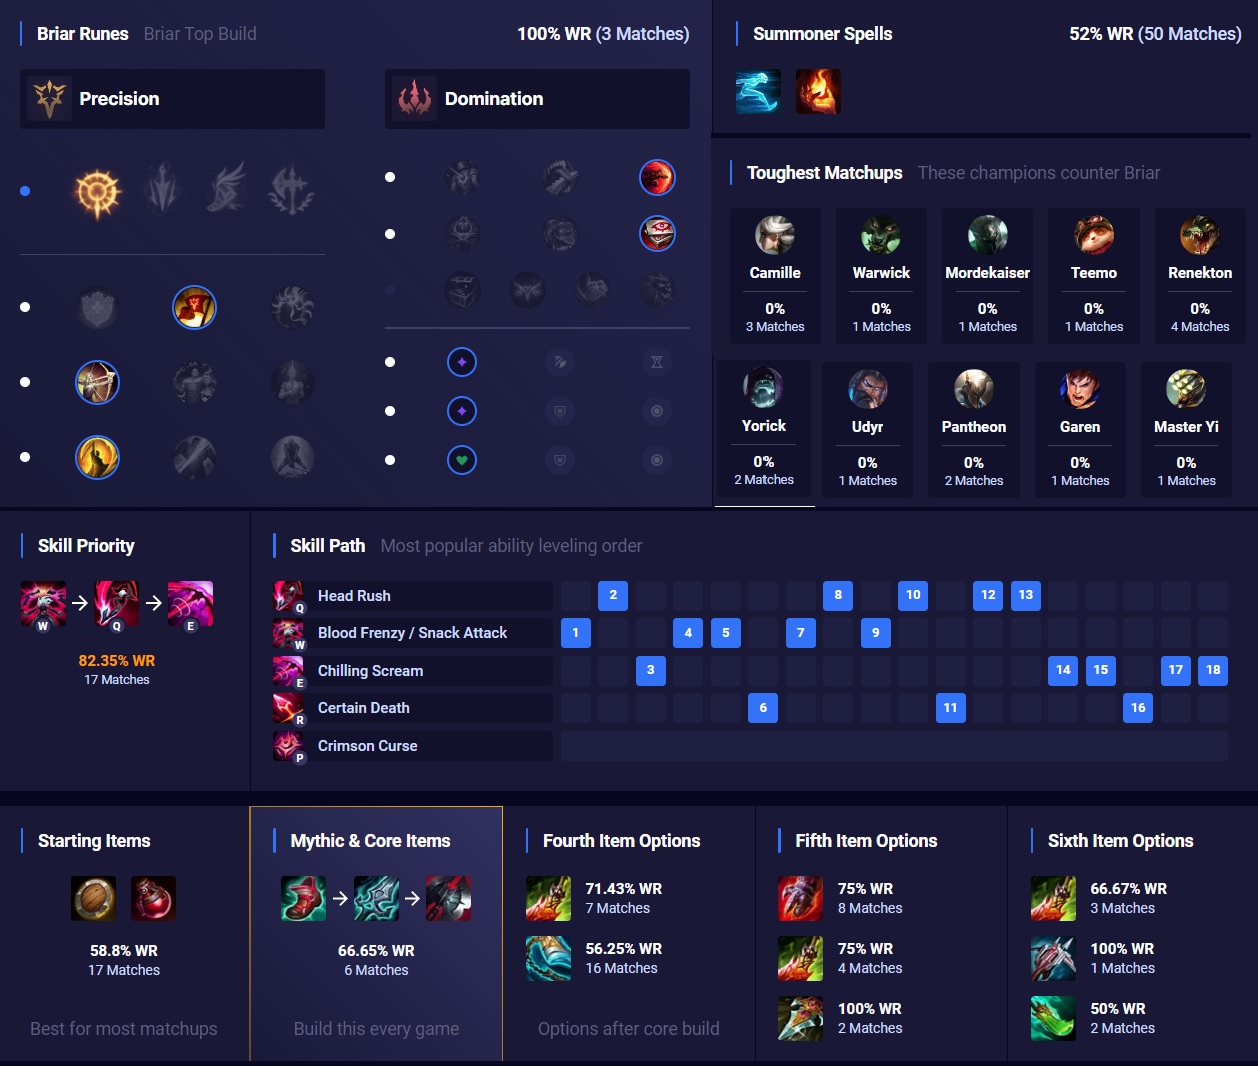 Briar Runes Briar Top Build 100% WR (3 Matches)
Precision
Domination
Summoner Spells 52% WR (50 Matches)
Toughest Matchups These champions counter Briar
Camille Warwick Mordekaiser Teemo Renekton
0% 0% 0% 0% 0%
3 Matches 1 Matches 1 Matches 1 Matches 4 Matches
Yorick Udyr Pantheon Garen Master Yi
0% 0% 0% 0% 0%
2 Matches 1 Matches 2 Matches 1 Matches 1 Matches
Skill Priority
W Q E
82.35% WR
17 Matches
Skill Path Most popular ability leveling order
Q Head Rush 2 8 10 12 13
W Blood Frenzy / Snack Attack 1 4 5 7 9
E Chilling Scream 3 14 15 17 18
R Certain Death 6 11 16
P Crimson Curse
Starting Items
58.8% WR
17 Matches
Best for most matchups
Mythic & Core Items
66.65% WR
6 Matches
Build this every game
Fourth Item Options
71.43% WR
7 Matches
56.25% WR
16 Matches
Options after core build
Fifth Item Options
75% WR
8 Matches
75% WR
4 Matches
100% WR
2 Matches
Sixth Item Options
66.67% WR
3 Matches
100% WR
1 Matches
50% WR
2 Matches